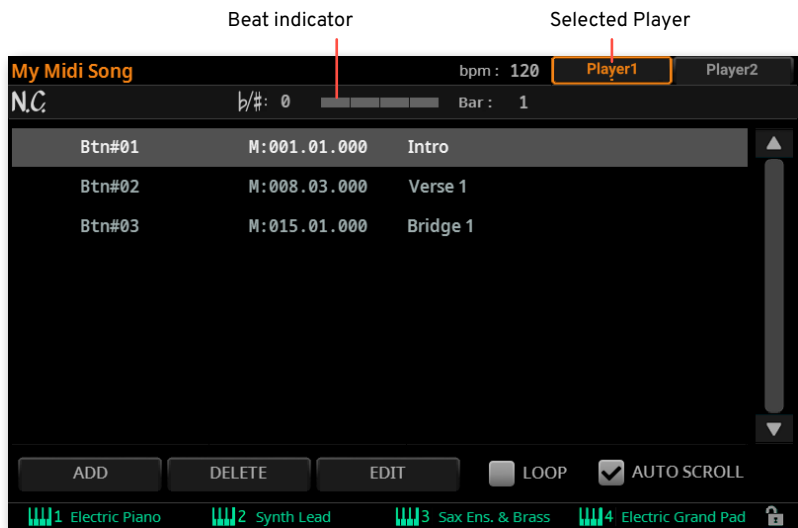 Beat indicator Selected Player
My Midi Song bpm: 120 Player1 Player2
N.C. b/#: 0 Bar: 1
Btn#01 M:001.01.000 Intro
Btn#02 M:008.03.000 Verse 1
Btn#03 M:015.01.000 Bridge 1
ADD DELETE EDIT LOOP AUTO SCROLL
1 Electric Piano 2 Synth Lead 3 Sax Ens. & Brass 4 Electric Grand Pad